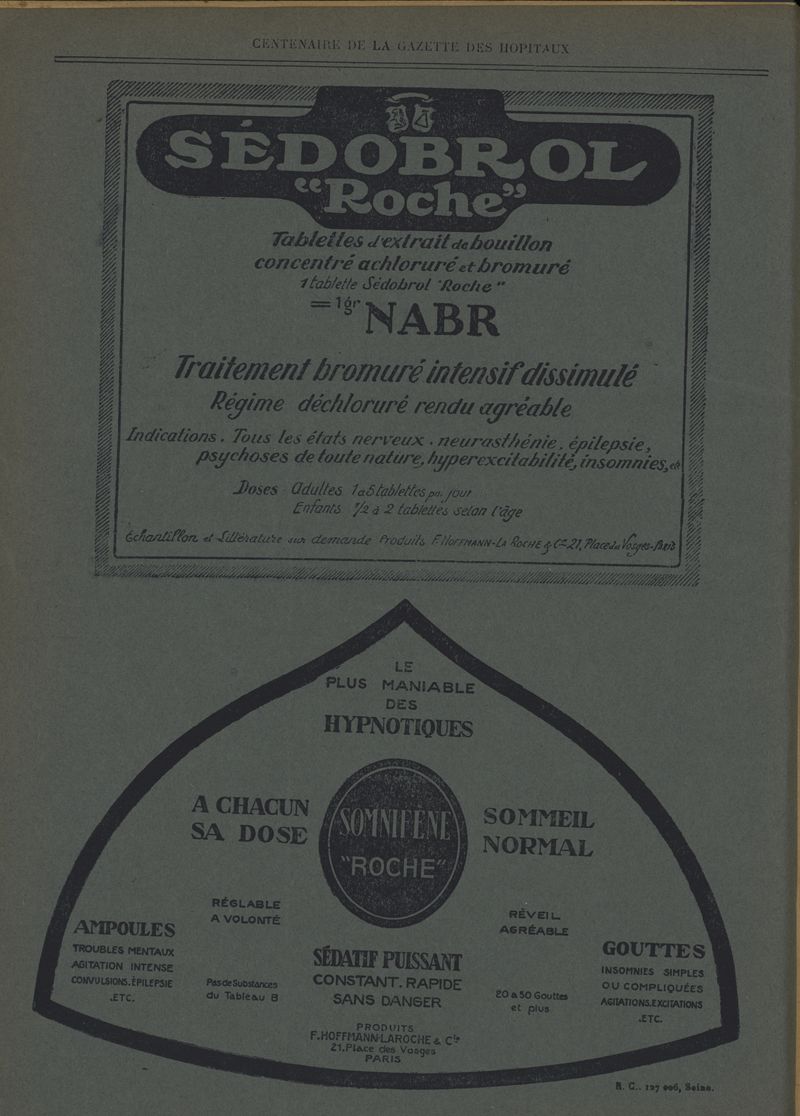 CENTENAIRE DE LA GAZETTE DES HOPITAUX
SÉDOBROL
"Roche"
Tablettes d'extrait de bouillon
concentré achloruré et bromuré
1 tablette Sédobrol "Roche"
= 1gr NABR
Traitement bromuré intensif dissimulé
Régime déchloruré rendu agréable
Indications. Tous les états nerveux. neurasthénie, épilepsie,
psychoses de toute nature, hyperexcitabilité, insomnies, etc
Doses Adultes 1 a 5 tablettes par jour
Enfants 1/2 à 2 tablettes selon l'âge
Echantillon et Littérature sur demande Produits F. HOFFMANN-LA ROCHE & Cie 21, Place des Vosges-Paris
LE
PLUS MANIABLE
DES
HYPNOTIQUES
A CHACUN
SA DOSE
SOMNIFÈNE
"ROCHE"
SOMMEIL
NORMAL
RÉGLABLE
A VOLONTÉ
RÉVEIL
AGRÉABLE
AMPOULES
TROUBLES MENTAUX
AGITATION INTENSE
CONVULSIONS. ÉPILEPSIE
.ETC.
Pas de Substances
du Tableau B
SÉDATIF PUISSANT
CONSTANT. RAPIDE
SANS DANGER
20 a 50 Gouttes
et plus
GOUTTES
INSOMNIES SIMPLES
OU COMPLIQUÉES
AGITATIONS.EXCITATIONS
.ETC.
PRODUITS
F. HOFFMANN-LAROCHE & Cie
21. Place des Vosges
PARIS
R. C.. 127 006, Seine.